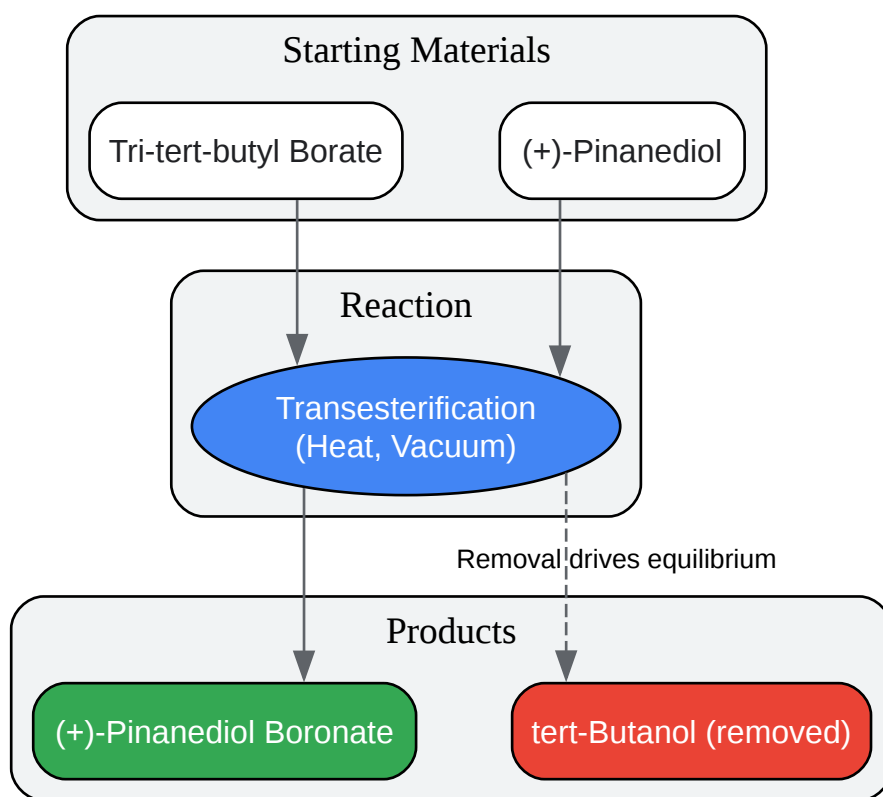 Starting Materials
Tri-tert-butyl Borate
(+)-Pinanediol
Reaction
Transesterification
(Heat, Vacuum)
Removal drives equilibrium
Products
(+)-Pinanediol Boronate
tert-Butanol (removed)